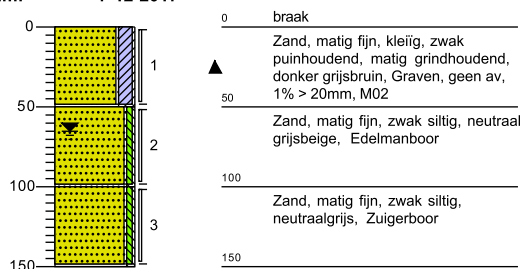 0
braak
0
Zand, matig fijn, kleiïg, zwak
puinhoudend, matig grindhoudend,
donker grijsbruin, Graven, geen av,
1% > 20mm, M02
1
50
50
Zand, matig fijn, zwak siltig, neutraal
grijsbeige, Edelmanboor
2
100
100
Zand, matig fijn, zwak siltig,
neutraalgrijs, Zuigerboor
3
150
150